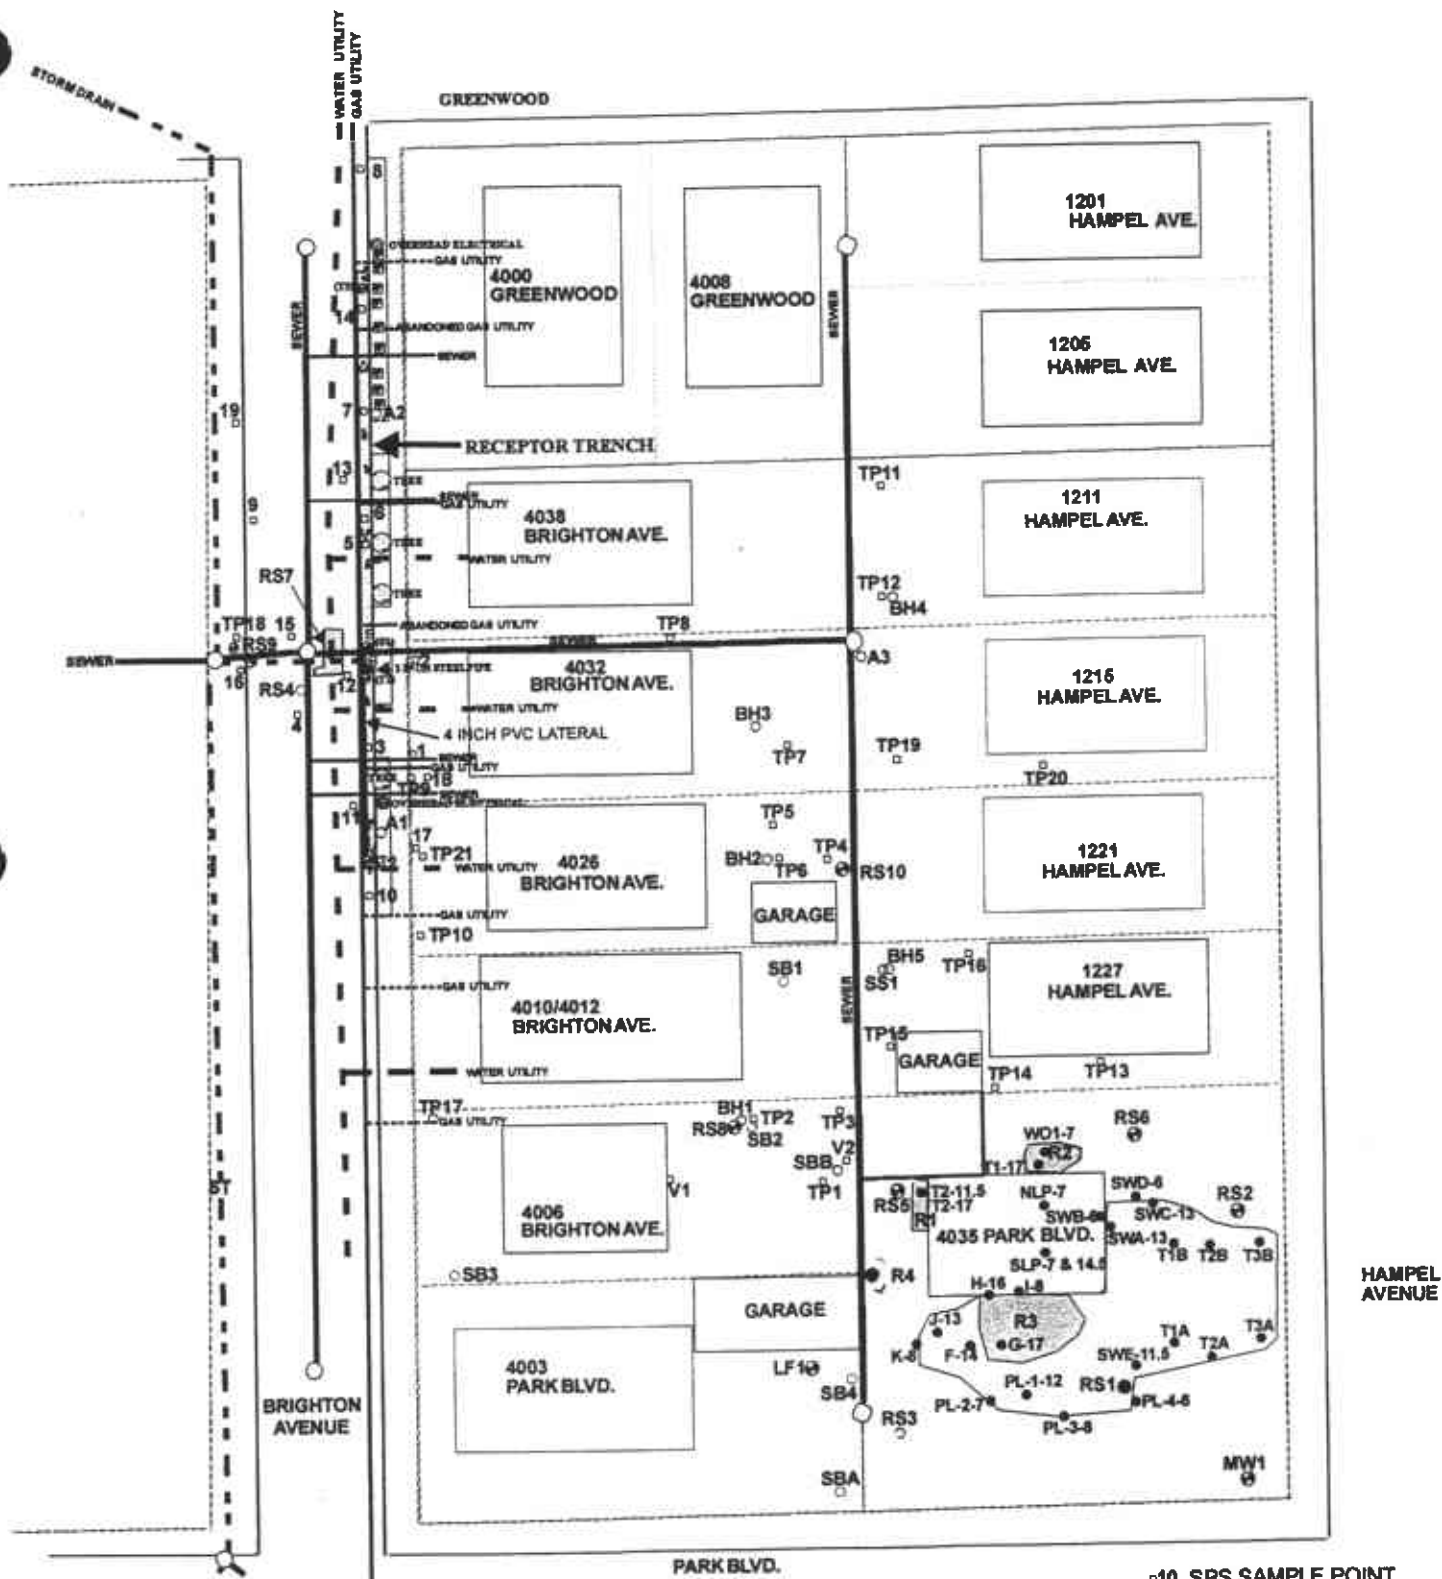 STORM DRAIN
WATER UTILITY
GAS UTILITY
GREENWOOD
8
OVERHEAD ELECTRICAL
GAS UTILITY
14
ABANDONED GAS UTILITY
SEWER
SEWER
4000
GREENWOOD
4008
GREENWOOD
SEWER
1201
HAMPEL AVE.
1205
HAMPEL AVE.
19
7
A2
RECEPTOR TRENCH
13
TREE
9
SEWER
GAS UTILITY
6
5
TREE
WATER UTILITY
4038
BRIGHTON AVE.
TP11
1211
HAMPEL AVE.
RS7
TREE
TP12
BH4
TP18
15
RS9
ABANDONED GAS UTILITY
SEWER
TP8
SEWER
16
RS4
12
2
STEEL PIPE
4032
BRIGHTON AVE.
A3
1215
HAMPEL AVE.
4
WATER UTILITY
4 INCH PVC LATERAL
BH3
TP7
TP19
TP20
3
1
SEWER
GAS UTILITY
18
TP9
SEWER
OVERHEAD ELECTRICAL
11
A1
17
TP21
WATER UTILITY
4026
BRIGHTON AVE.
TP5
BH2
TP6
TP4
RS10
GARAGE
1221
HAMPEL AVE.
10
GAS UTILITY
TP10
GAS UTILITY
4010/4012
BRIGHTON AVE.
SB1
BH5
SS1
TP16
SEWER
1227
HAMPEL AVE.
TP15
GARAGE
TP14
TP13
WATER UTILITY
TP17
GAS UTILITY
BH1
RS8
TP2
SB2
TP3
V2
SBB
TP1
V1
4006
BRIGHTON AVE.
WO1-7
R2
T1-17
RS6
ST
RS5
T2-11.5
T2-17
R1
NLP-7
SWB-6
SWD-6
SWC-13
RS2
4035 PARK BLVD.
SWA-13
T1B
T2B
T3B
SLP-7 & 14.5
SB3
R4
H-16
I-8
HAMPEL
AVENUE
GARAGE
J-13
R3
K-6
F-14
G-17
T1A
T2A
T3A
SWE-11.5
4003
PARK BLVD.
LF1
SB4
PL-1-12
RS1
PL-2-7
PL-4-6
PL-3-8
BRIGHTON
AVENUE
RS3
SBA
MW1
PARK BLVD.
10 SPS SAMPLE POINT